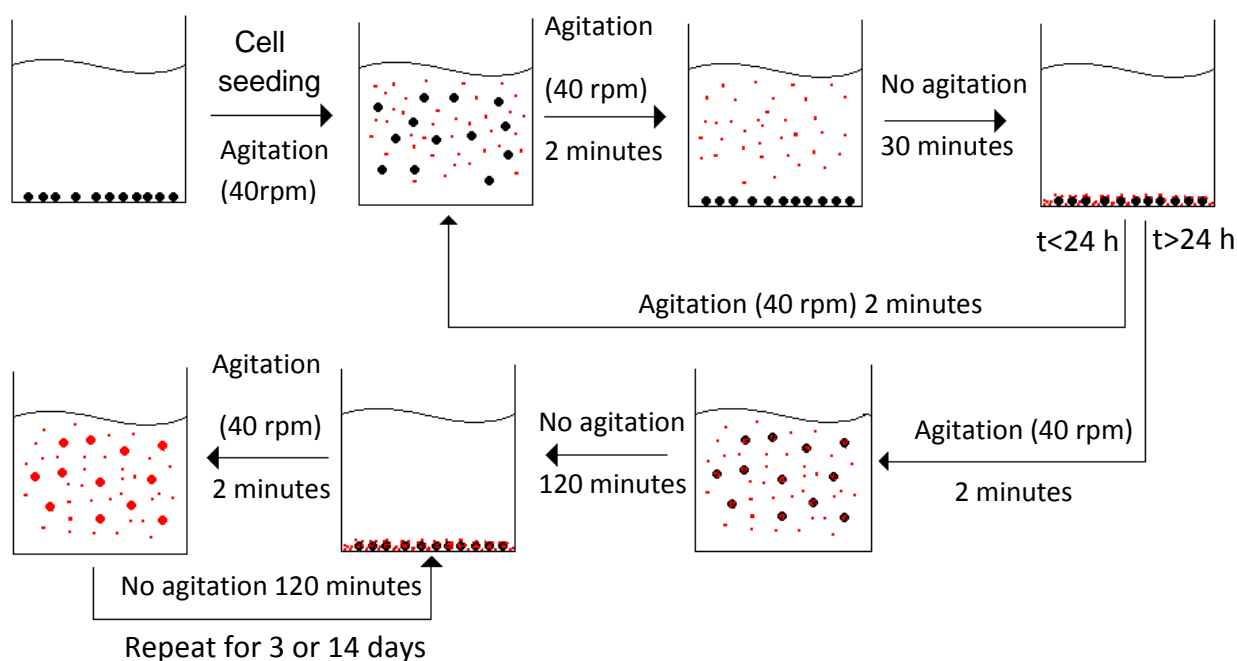 Cell
seeding
Agitation
(40rpm)
Agitation
(40 rpm)
2 minutes
No agitation
30 minutes
t<24 h
t>24 h
Agitation (40 rpm) 2 minutes
Agitation (40 rpm)
2 minutes
No agitation
120 minutes
Agitation
(40 rpm)
2 minutes
No agitation 120 minutes
Repeat for 3 or 14 days